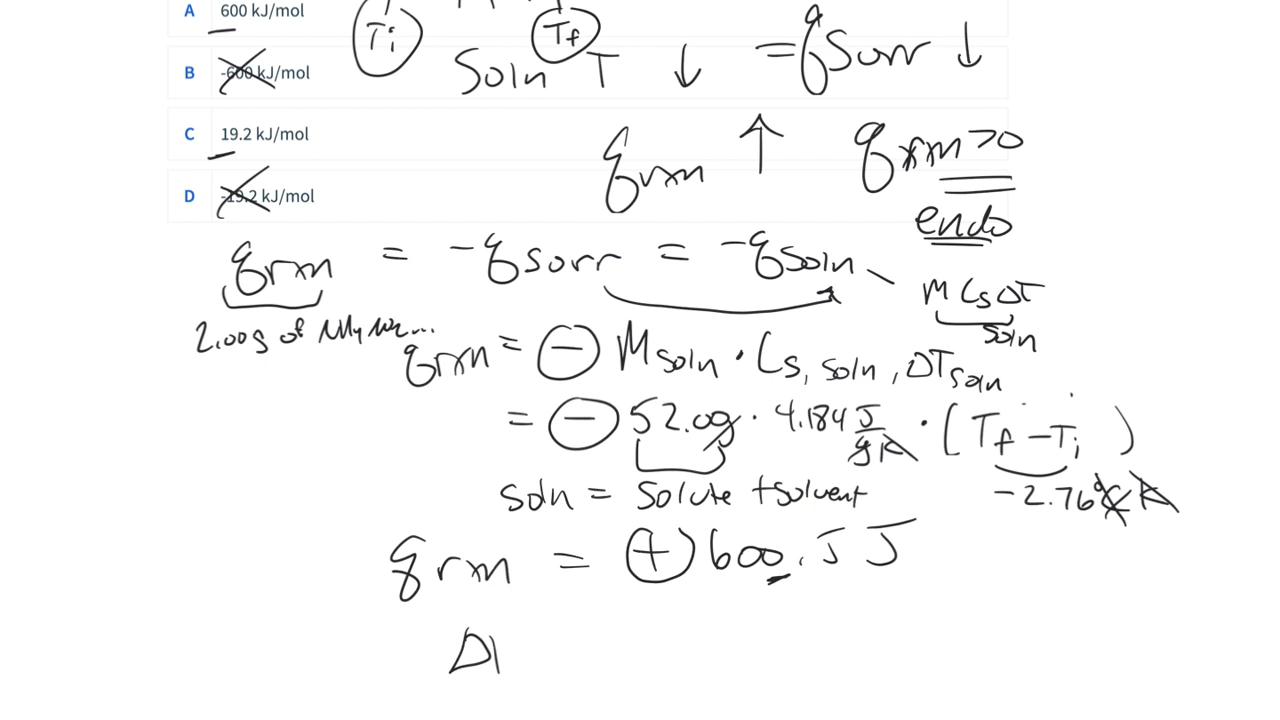 A 600 kJ/mol
Ti Tf
Soln T ↓ = qsurr ↓
B -600 kJ/mol
C 19.2 kJ/mol
qrxn ↑ qrxn >0
D -19.2 kJ/mol
endo
qrxn = -qsurr = -qsoln
m Cs ΔT
soln
2.00g of
qrxn = - msoln · Cs, soln, ΔTsoln
= - 52.0g · 4.184 J/gK · (Tf - Ti)
soln = solute + solvent -2.76°C K
qrxn = + 600. J J
Δ